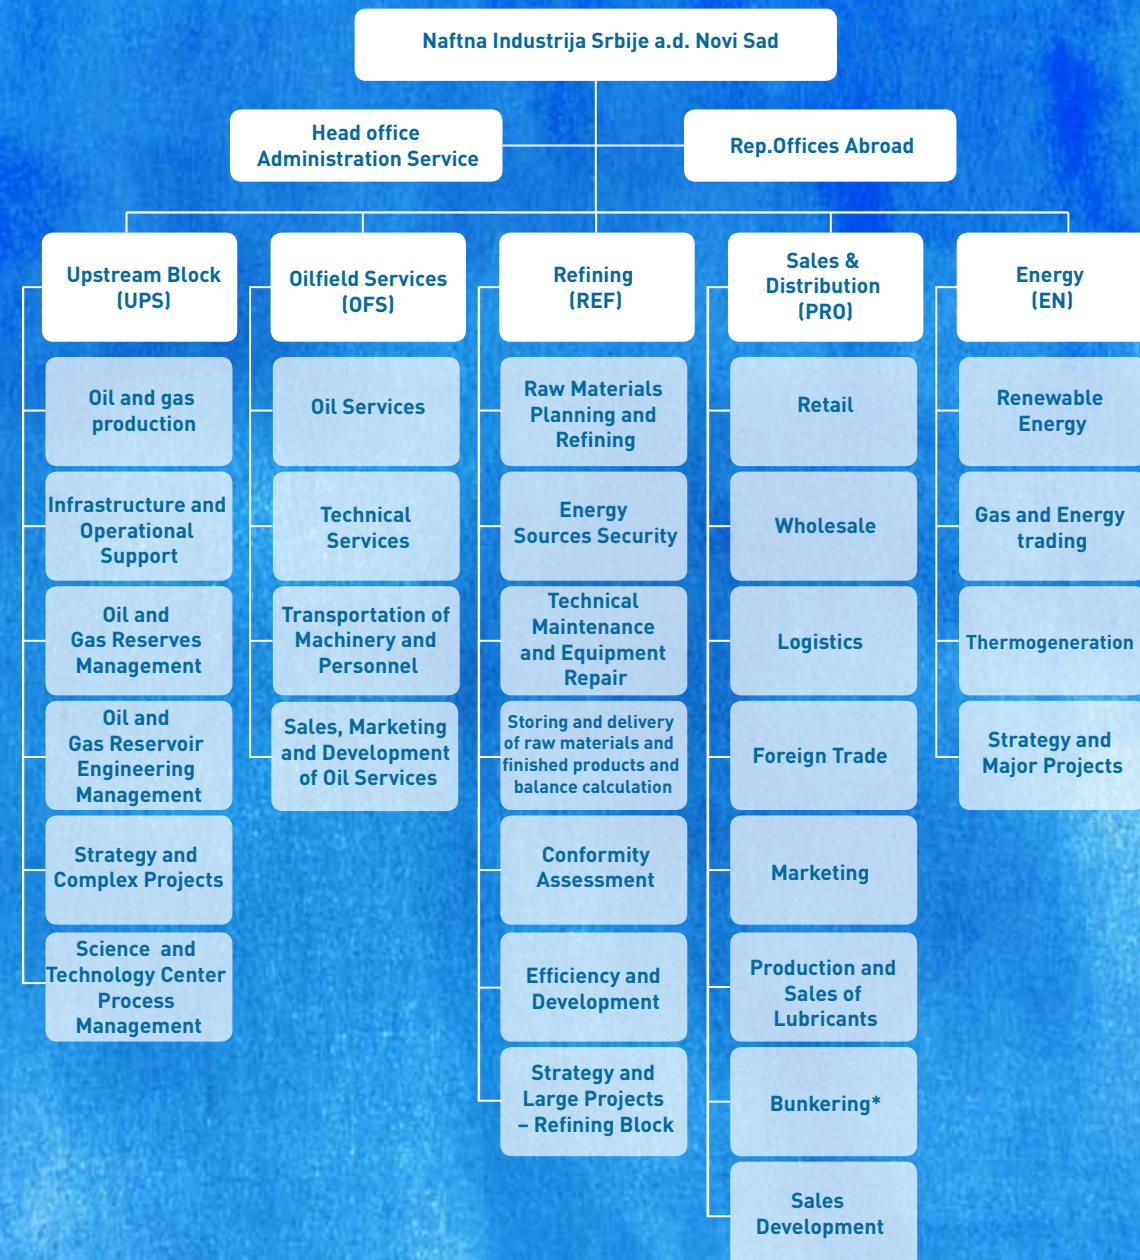 Naftna Industrija Srbije a.d. Novi Sad
Head office
Administration Service
Rep.Offices Abroad
Upstream Block
(UPS)
Oil and gas
production
Infrastructure and
Operational
Support
Oil and
Gas Reserves
Management
Oil and
Gas Reservoir
Engineering
Management
Strategy and
Complex Projects
Science and
Technology Center
Process
Management
Oilfield Services
(OFS)
Oil Services
Technical
Services
Transportation of
Machinery and
Personnel
Sales, Marketing
and Development
of Oil Services
Refining
(REF)
Raw Materials
Planning and
Refining
Energy
Sources Security
Technical
Maintenance
and Equipment
Repair
Storing and delivery
of raw materials and
finished products and
balance calculation
Conformity
Assessment
Efficiency and
Development
Strategy and
Large Projects
– Refining Block
Sales &
Distribution
(PRO)
Retail
Wholesale
Logistics
Foreign Trade
Marketing
Production and
Sales of
Lubricants
Bunkering*
Sales
Development
Energy
(EN)
Renewable
Energy
Gas and Energy
trading
Thermogeneration
Strategy and
Major Projects